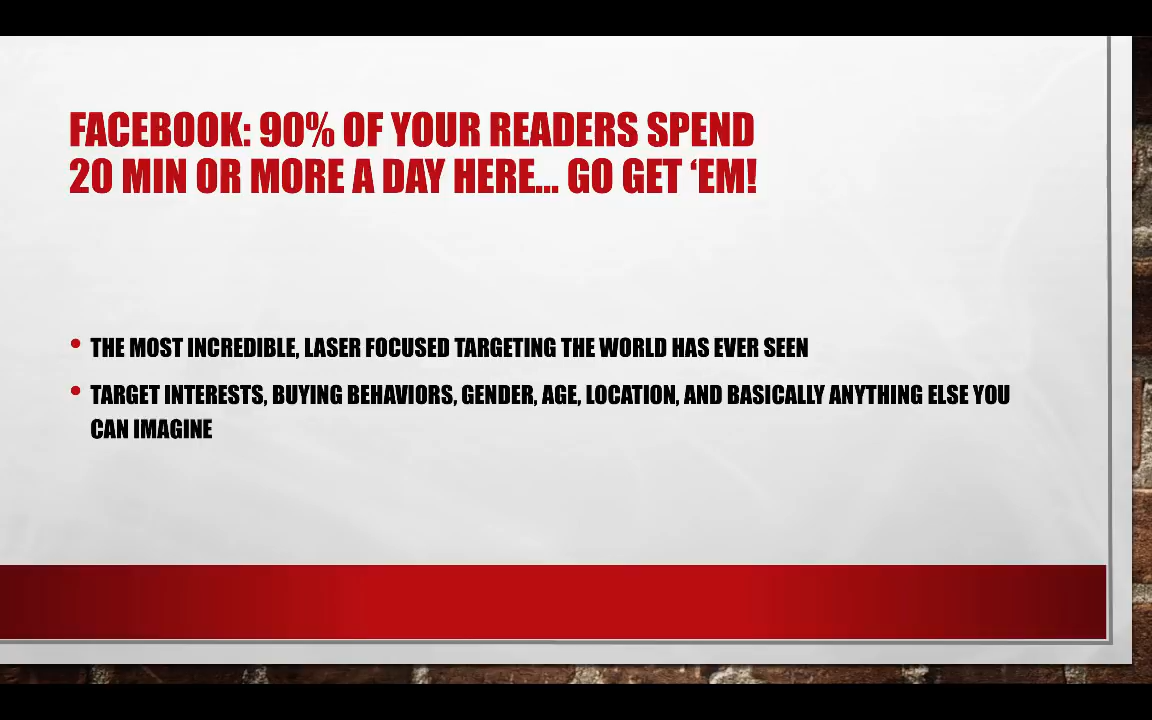 FACEBOOK: 90% OF YOUR READERS SPEND
20 MIN OR MORE A DAY HERE... GO GET ‘EM!
• THE MOST INCREDIBLE, LASER FOCUSED TARGETING THE WORLD HAS EVER SEEN
• TARGET INTERESTS, BUYING BEHAVIORS, GENDER, AGE, LOCATION, AND BASICALLY ANYTHING ELSE YOU
CAN IMAGINE